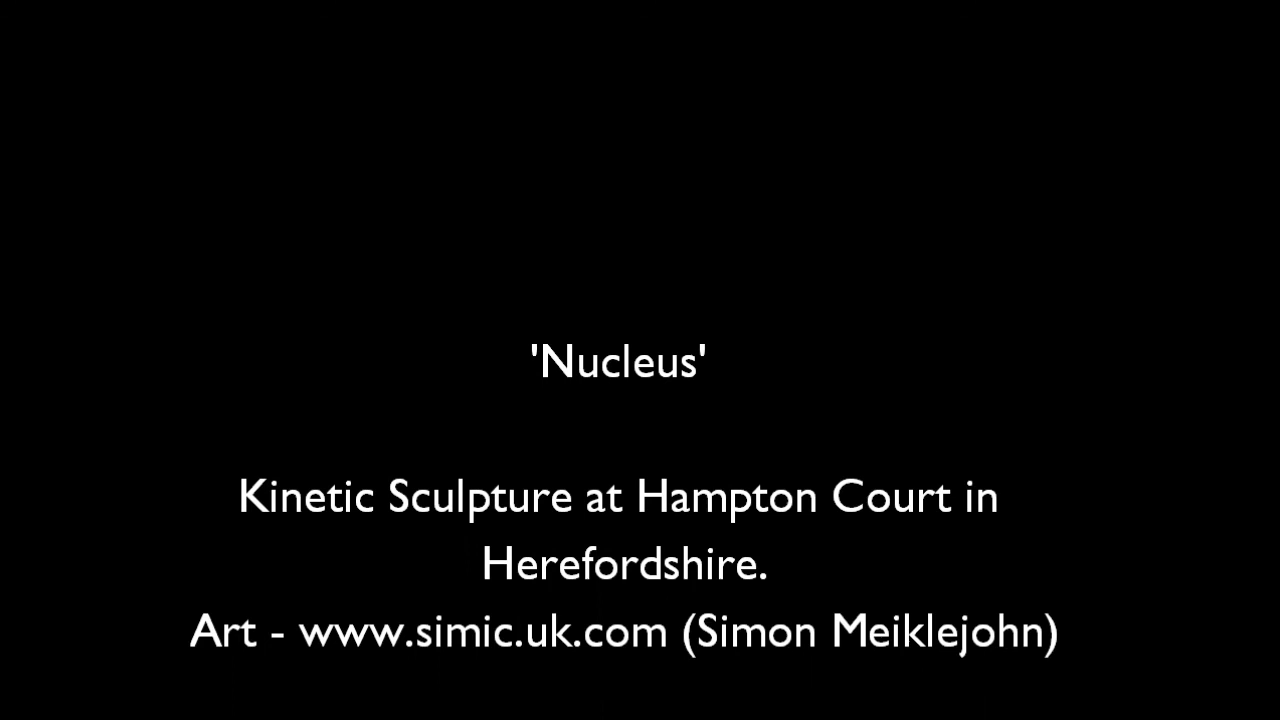 'Nucleus'
Kinetic Sculpture at Hampton Court in
Herefordshire.
Art - www.simic.uk.com (Simon Meiklejohn)